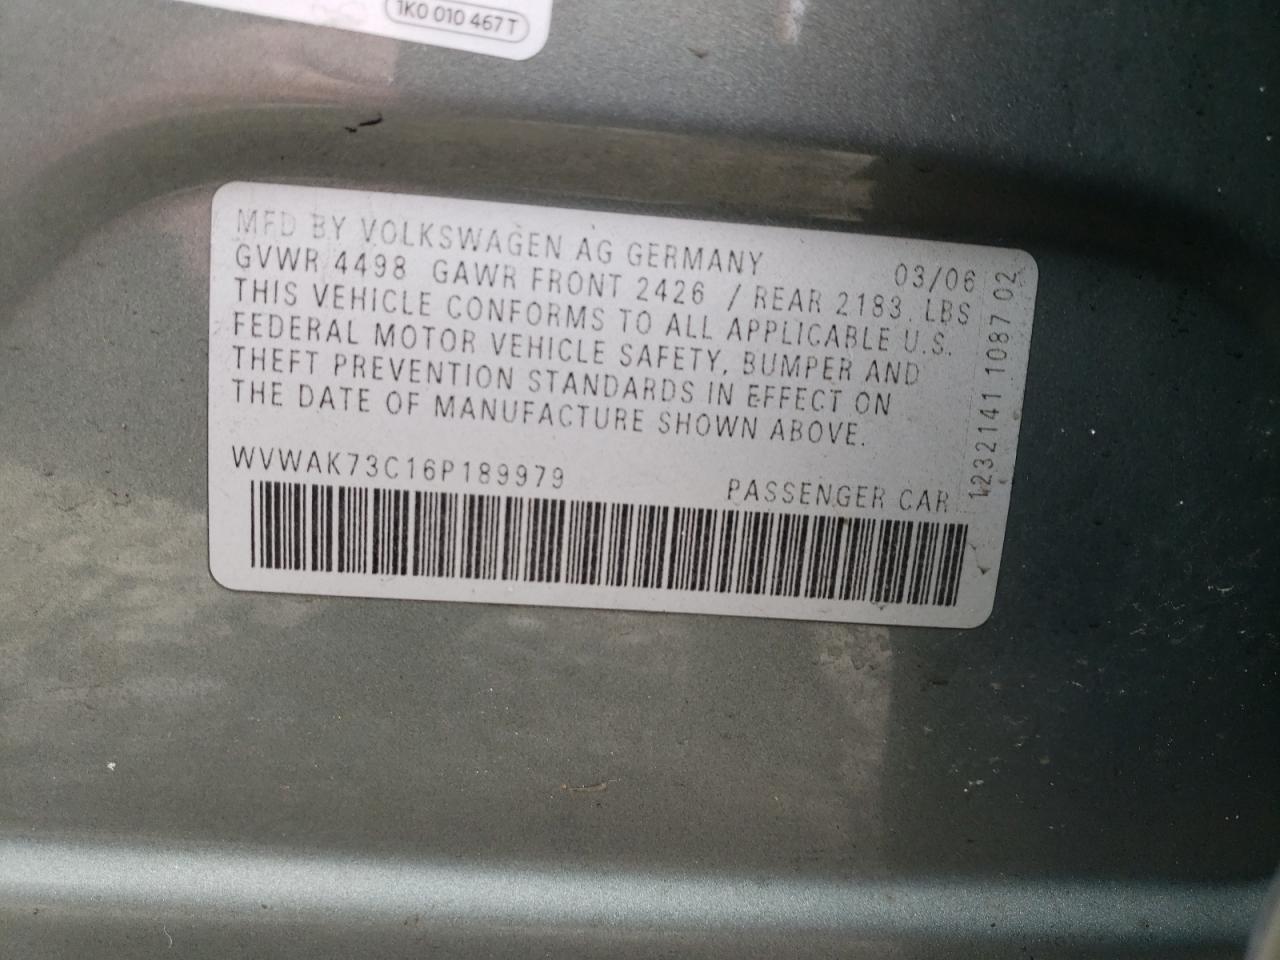 1K0 010 467 T
MFD BY VOLKSWAGEN AG GERMANY 03/06
GVWR 4498 GAWR FRONT 2426 / REAR 2183 LBS
THIS VEHICLE CONFORMS TO ALL APPLICABLE U.S.
FEDERAL MOTOR VEHICLE SAFETY, BUMPER AND
THEFT PREVENTION STANDARDS IN EFFECT ON
THE DATE OF MANUFACTURE SHOWN ABOVE.
WVWAK73C16P189979
PASSENGER CAR
1232141 1087 02